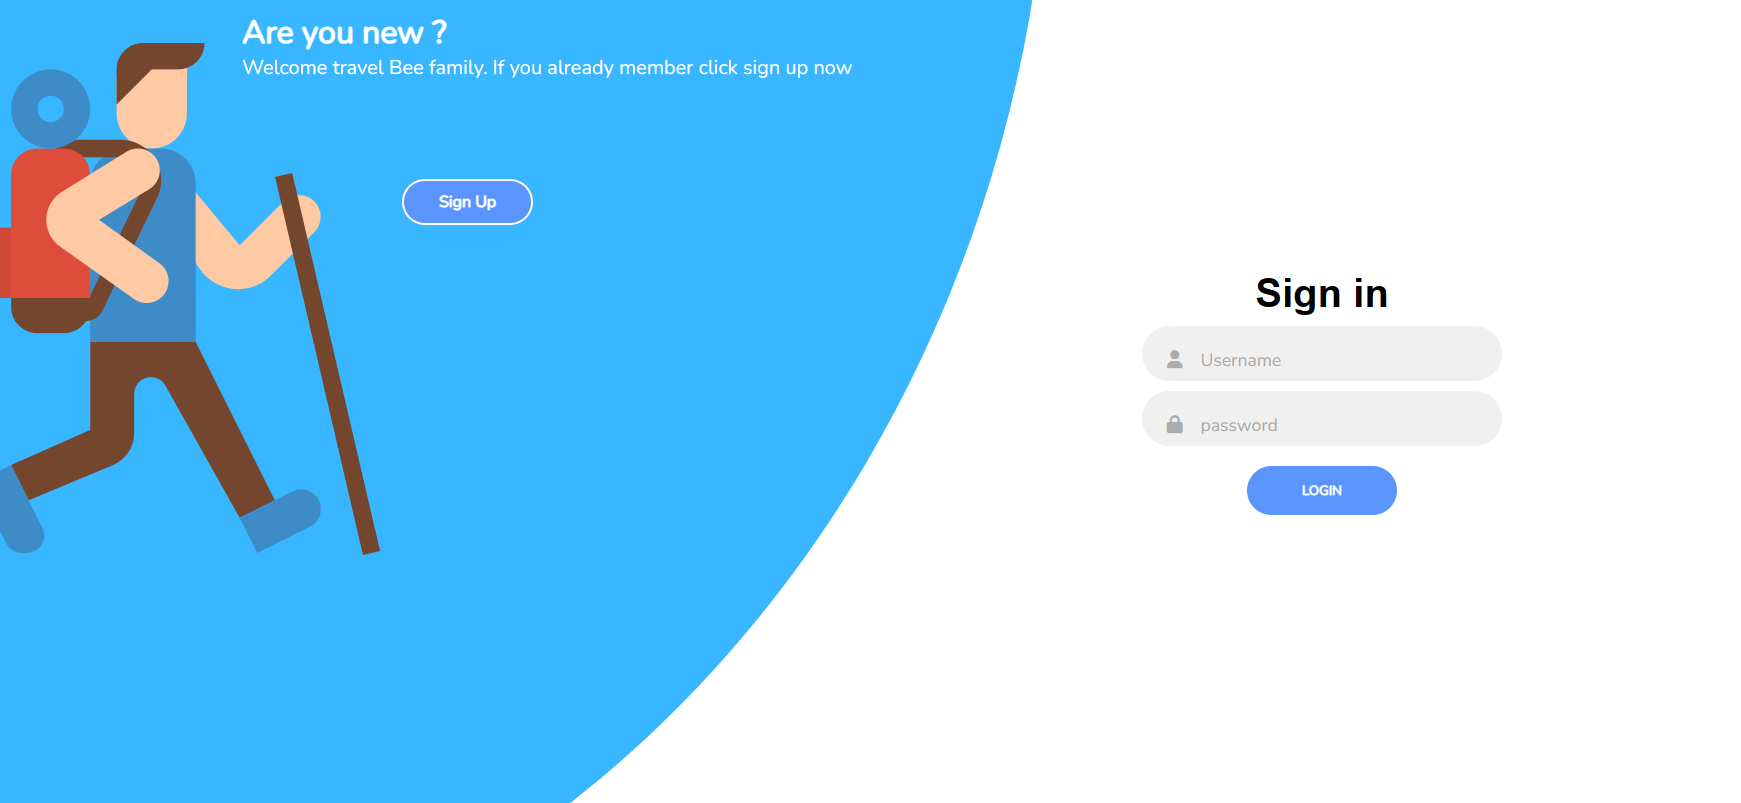 Are you new ?
Welcome travel Bee family. If you already member click sign up now
Sign Up
Sign in
Username
password
LOGIN